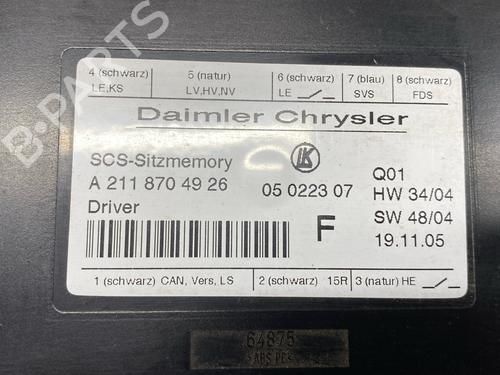 4 (schwarz)
LE,KS
5 (natur)
LV,HV,NV
6 (schwarz)
LE
7 (blau)
SVS
8 (schwarz)
FDS
Daimler Chrysler
SCS-Sitzmemory
LK
Q01
A 211 870 49 26
05 0223 07
HW 34/04
Driver
F
SW 48/04
19.11.05
1 (schwarz) CAN, Vers, LS
2 (schwarz) 15R
3 (natur) HE
64875
B-PARTS